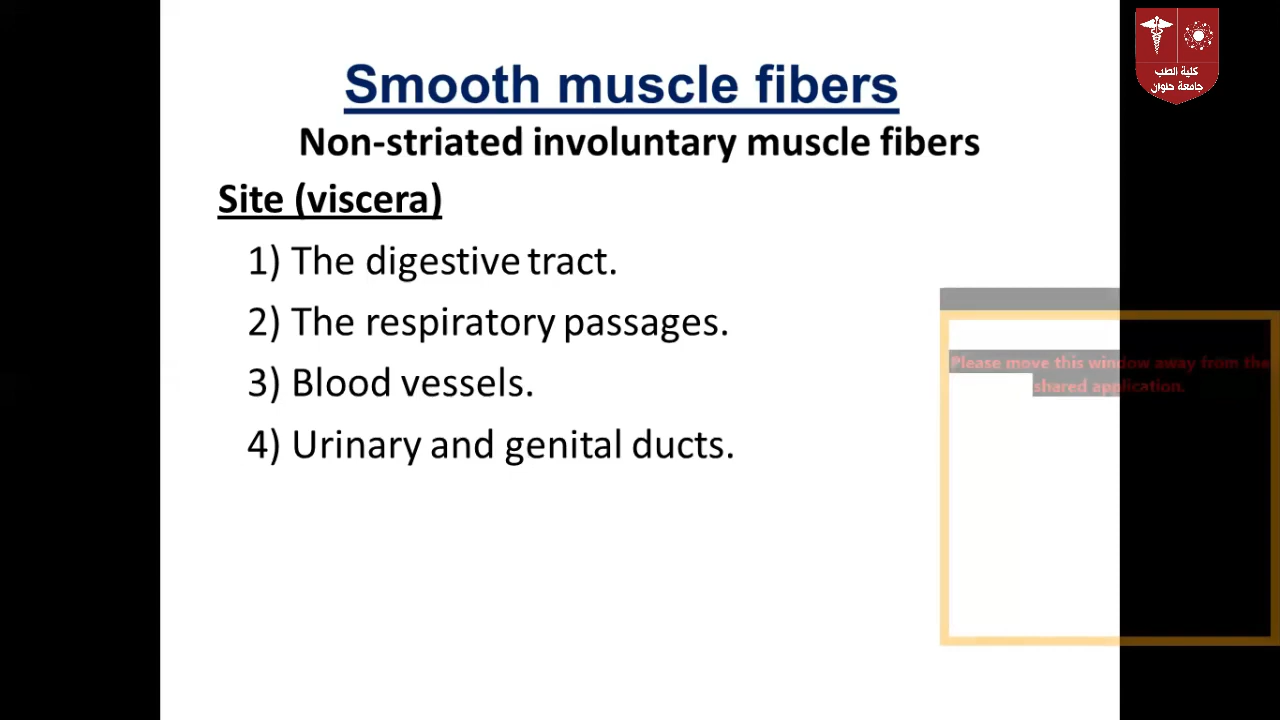 كلية الطب
جامعة حلوان
Smooth muscle fibers
Non-striated involuntary muscle fibers
Site (viscera)
1) The digestive tract.
2) The respiratory passages.
3) Blood vessels.
4) Urinary and genital ducts.
Please move this window away from the
shared application.